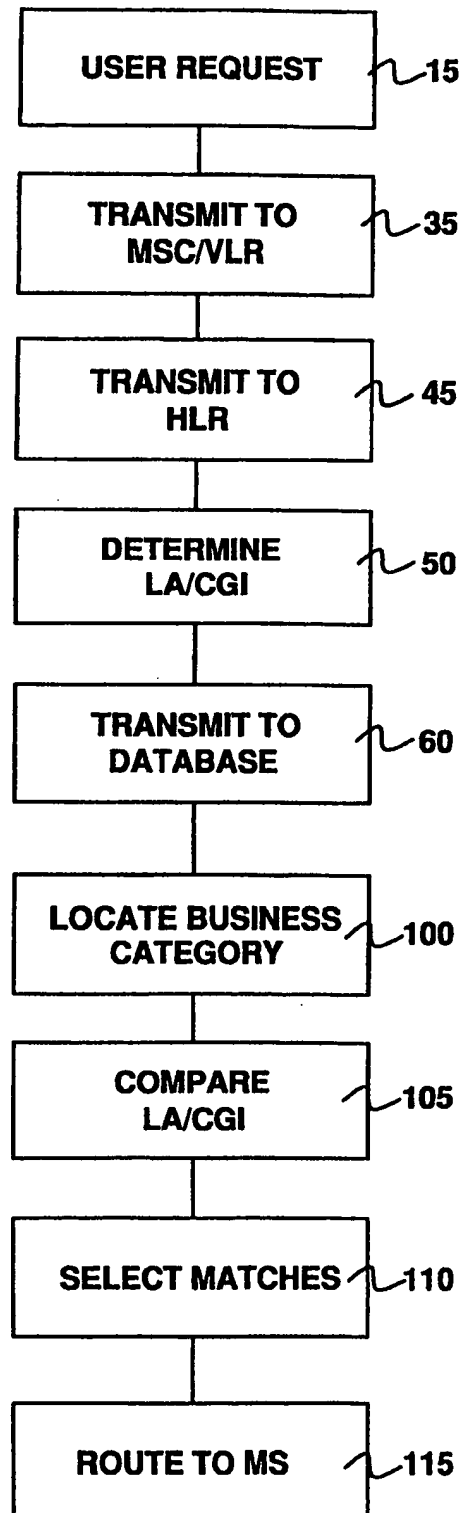 USER REQUEST 15
TRANSMIT TO
MSC/VLR
35
TRANSMIT TO
HLR
45
DETERMINE
LA/CGI
50
TRANSMIT TO
DATABASE
60
LOCATE BUSINESS
CATEGORY
100
COMPARE
LA/CGI
105
SELECT MATCHES 110
ROUTE TO MS 115